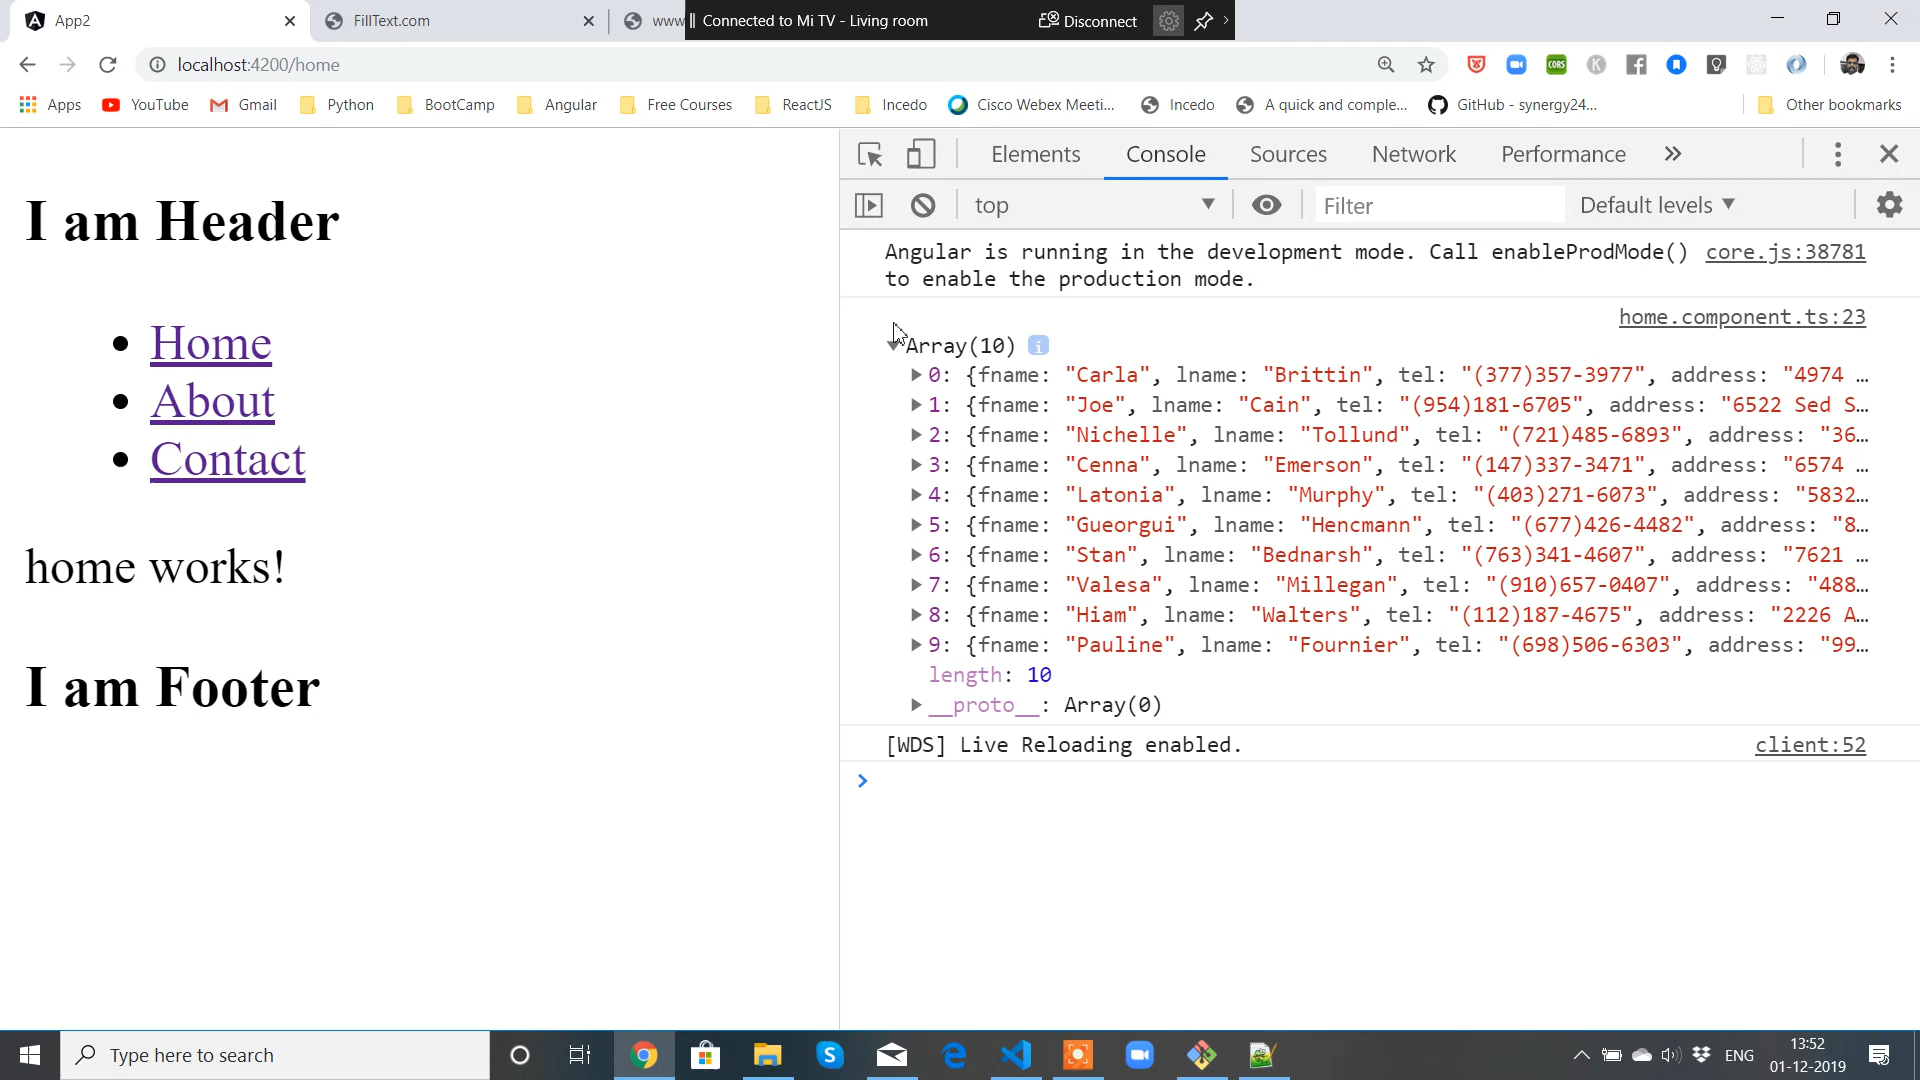 App2
FillText.com
www
Connected to Mi TV - Living room
Disconnect
localhost:4200/home
Apps
YouTube
Gmail
Python
BootCamp
Angular
Free Courses
ReactJS
Incedo
Cisco Webex Meeti...
Incedo
A quick and comple...
GitHub - synergy24...
Other bookmarks
I am Header
Home
About
Contact
home works!
I am Footer
Elements
Console
Sources
Network
Performance
top
Filter
Default levels
Angular is running in the development mode. Call enableProdMode() core.js:38781
to enable the production mode.
home.component.ts:23
Array(10)
0: {fname: "Carla", lname: "Brittin", tel: "(377)357-3977", address: "4974 …
1: {fname: "Joe", lname: "Cain", tel: "(954)181-6705", address: "6522 Sed S…
2: {fname: "Nichelle", lname: "Tollund", tel: "(721)485-6893", address: "36…
3: {fname: "Cenna", lname: "Emerson", tel: "(147)337-3471", address: "6574 …
4: {fname: "Latonia", lname: "Murphy", tel: "(403)271-6073", address: "5832…
5: {fname: "Gueorgui", lname: "Hencmann", tel: "(677)426-4482", address: "8…
6: {fname: "Stan", lname: "Bednarsh", tel: "(763)341-4607", address: "7621 …
7: {fname: "Valesa", lname: "Millegan", tel: "(910)657-0407", address: "488…
8: {fname: "Hiam", lname: "Walters", tel: "(112)187-4675", address: "2226 A…
9: {fname: "Pauline", lname: "Fournier", tel: "(698)506-6303", address: "99…
length: 10
__proto__: Array(0)
[WDS] Live Reloading enabled. client:52
Type here to search
ENG
13:52
01-12-2019